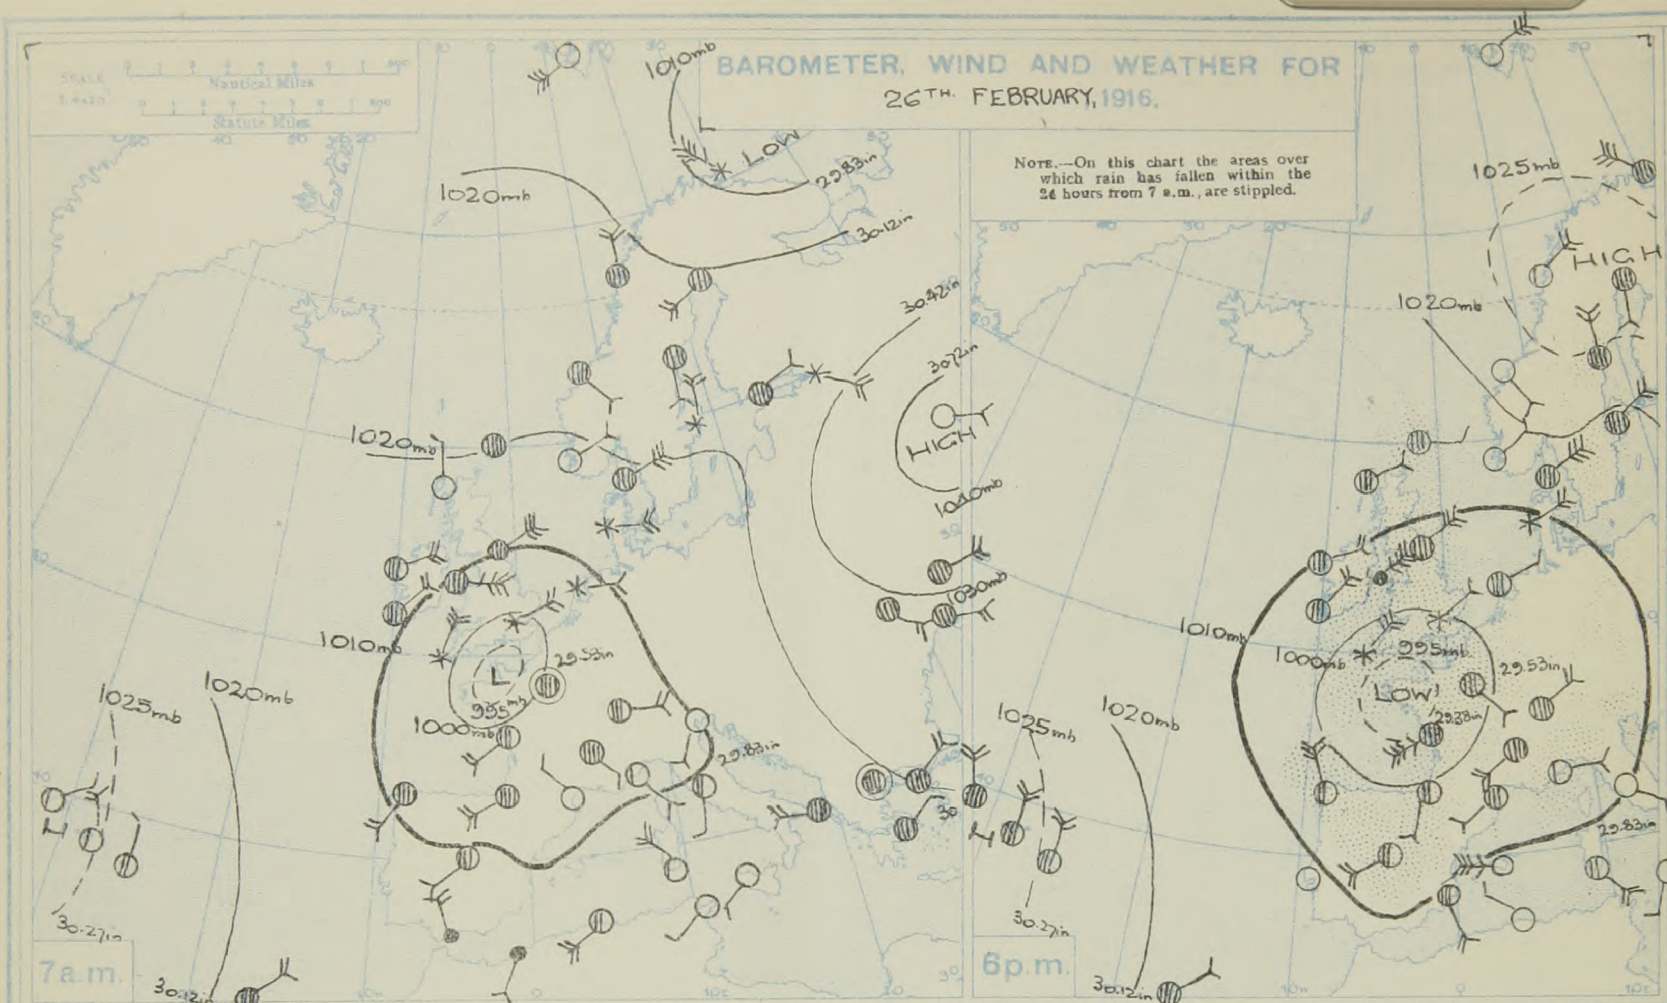 BAROMETER, WIND AND WEATHER FOR
26TH. FEBRUARY, 1916.
NOTE.—On this chart the areas over
which rain has fallen within the
24 hours from 7 a.m., are stippled.
Nautical Miles
Statute Miles
1010mb
LOW
29.83in
1020mb
30.12in
30.42in
30.72in
HIGH
1040mb
1020mb
1030mb
1010mb
29.53in
L
995mb
1000mb
1025mb
1020mb
29.83in
30
30.27in
30.12in
7a.m.
1025mb
HIGH
1020mb
1010mb
1000mb
995mb
29.53in
LOW
29.38in
1025mb
1020mb
29.83in
30.27in
30.12in
6p.m.